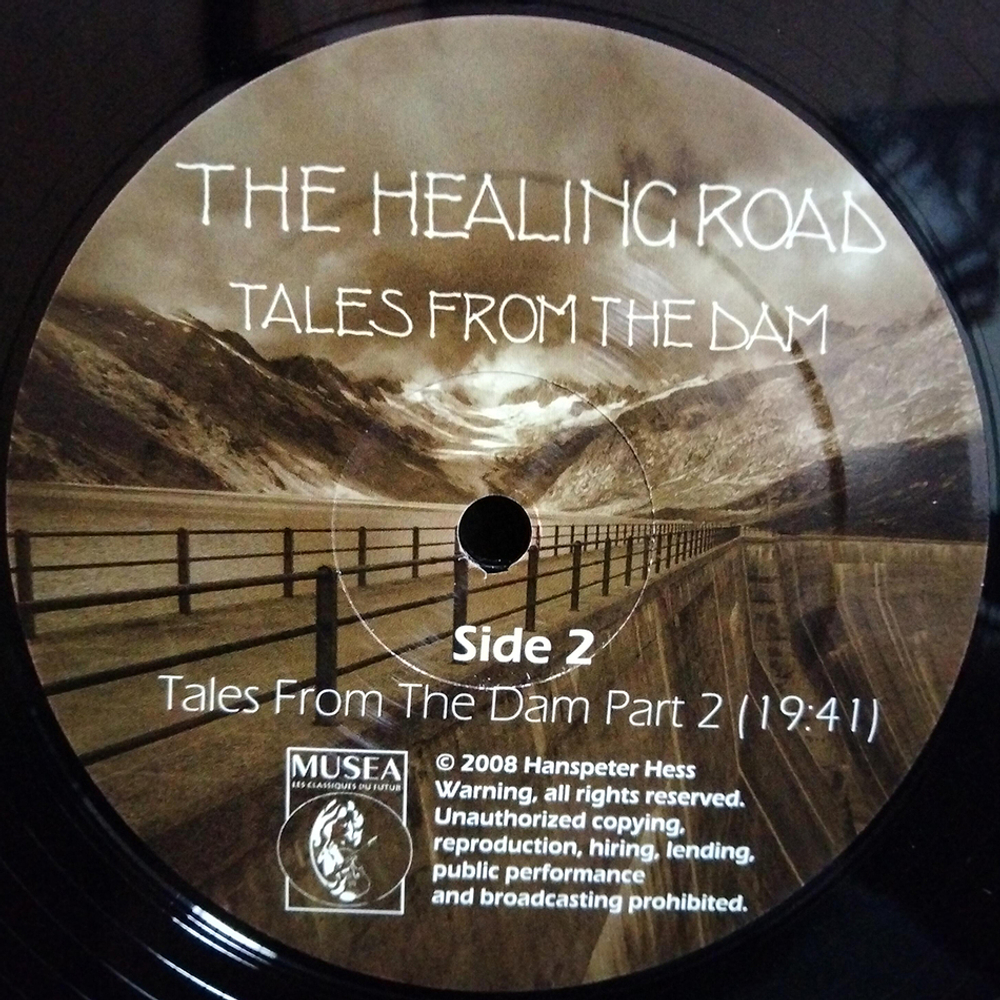 THE HEALING ROAD
TALES FROM THE DAM
Side 2
Tales From The Dam Part 2 (19:41)
MUSEA
LES CLASSIQUES DU FUTUR
© 2008 Hanspeter Hess
Warning, all rights reserved.
Unauthorized copying,
reproduction, hiring, lending,
public performance
and broadcasting prohibited.